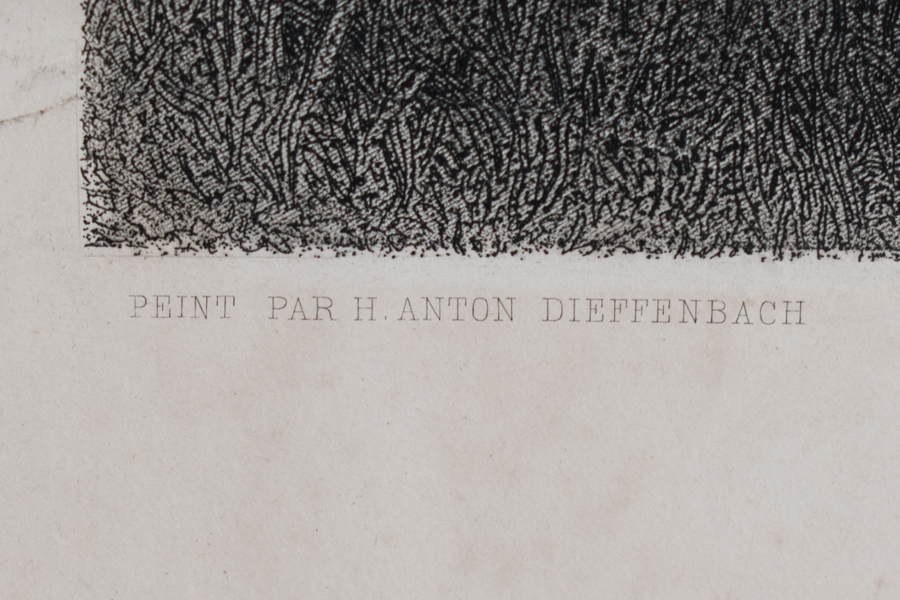 PEINT PAR H. ANTON DIEFFENBACH